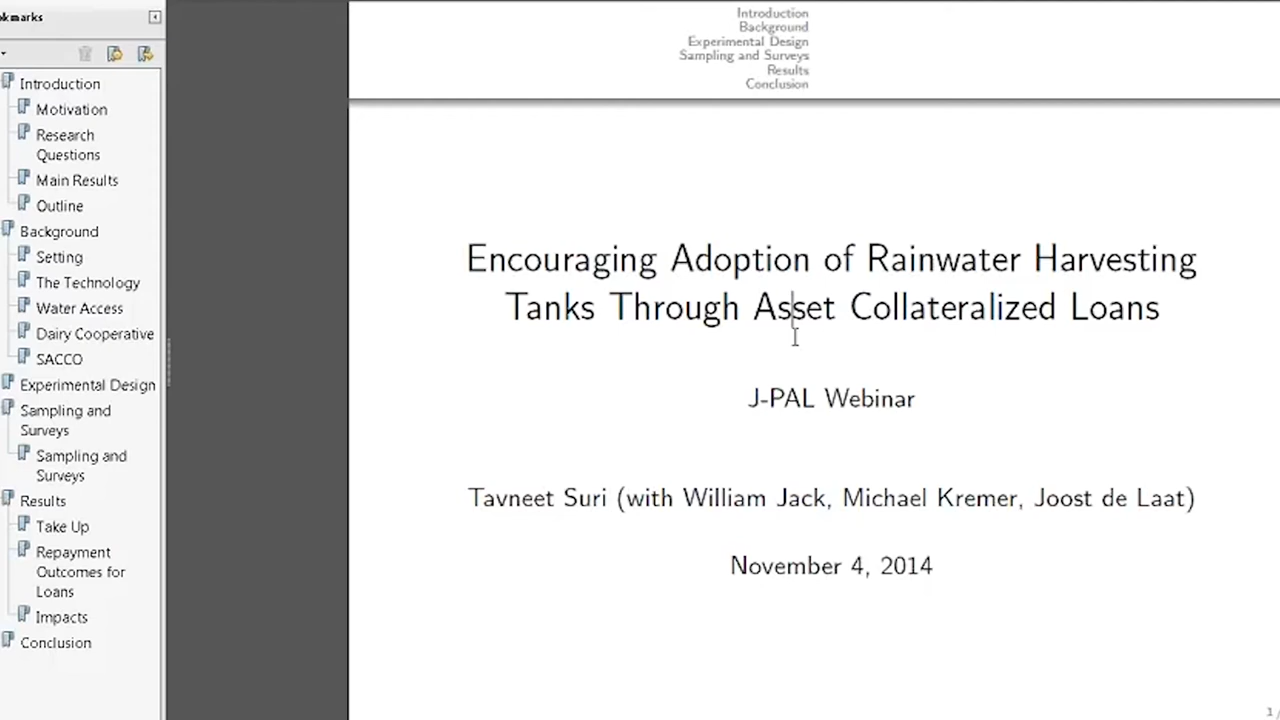 Introduction
Motivation
Research
Questions
Main Results
Outline
Background
Setting
The Technology
Water Access
Dairy Cooperative
SACCO
Experimental Design
Sampling and
Surveys
Sampling and
Surveys
Results
Take Up
Repayment
Outcomes for
Loans
Impacts
Conclusion
Introduction
Background
Experimental Design
Sampling and Surveys
Results
Conclusion
Encouraging Adoption of Rainwater Harvesting
Tanks Through Asset Collateralized Loans
J-PAL Webinar
Tavneet Suri (with William Jack, Michael Kremer, Joost de Laat)
November 4, 2014
1/